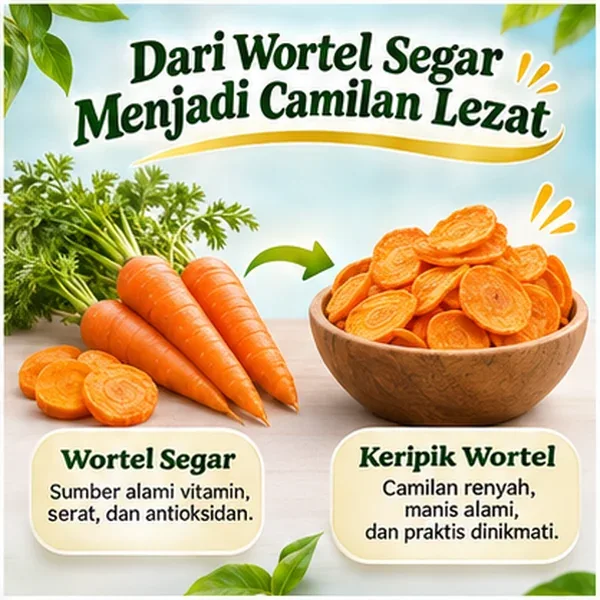 Dari Wortel Segar
Menjadi Camilan Lezat
Wortel Segar
Sumber alami vitamin,
serat, dan antioksidan.
Keripik Wortel
Camilan renyah,
manis alami,
dan praktis dinikmati.